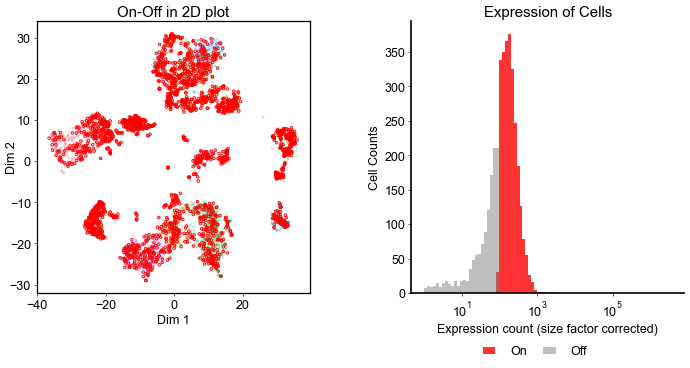 On-Off in 2D plot
30
20
10
0
−10
−20
−30
−40
−20
0
20
Dim 2
Dim 1
Expression of Cells
350
300
250
200
150
100
50
0
10^1
10^3
10^5
Cell Counts
Expression count (size factor corrected)
On
Off